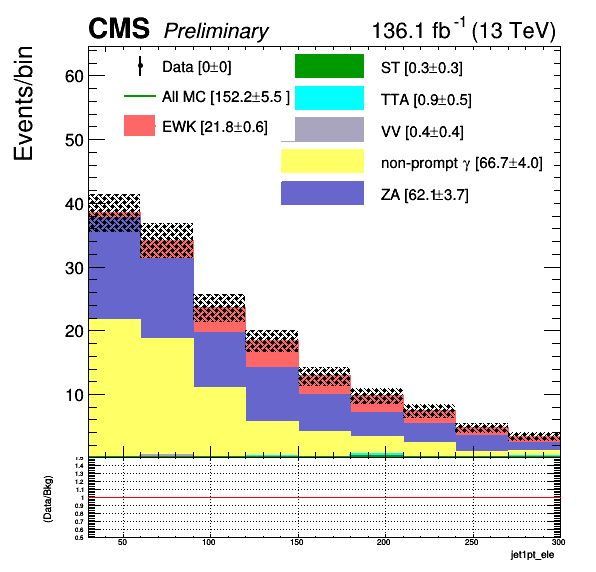 CMS Preliminary 136.1 fb⁻¹ (13 TeV)
Events/bin
60
50
40
30
20
10
Data [0±0]
All MC [152.2±5.5 ]
EWK [21.8±0.6]
ST [0.3±0.3]
TTA [0.9±0.5]
VV [0.4±0.4]
non-prompt γ [66.7±4.0]
ZA [62.1±3.7]
(Data/Bkg)
1.5
1.4
1.3
1.2
1.1
1
0.9
0.8
0.7
0.6
0.5
50 100 150 200 250 300
jet1pt_ele